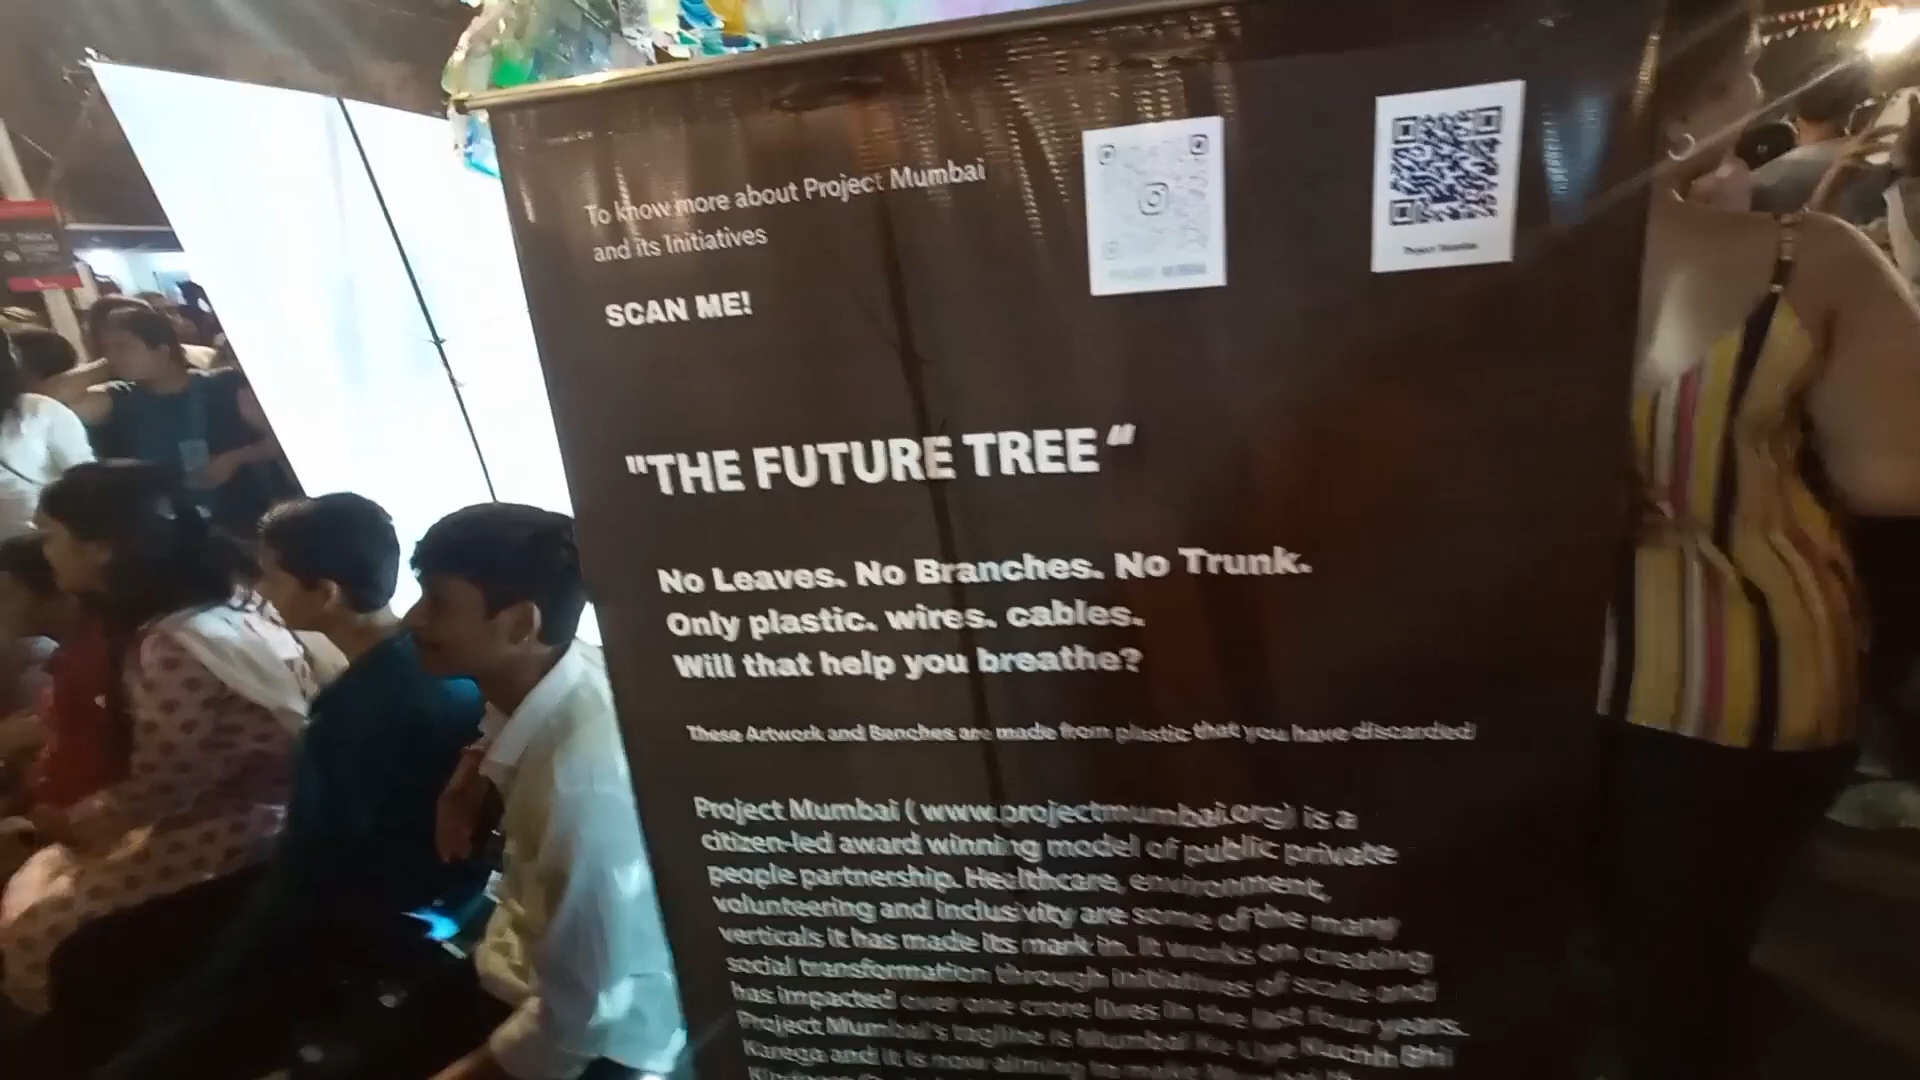 To know more about Project Mumbai
and its Initiatives
SCAN ME!
"THE FUTURE TREE“
No Leaves. No Branches. No Trunk.
Only plastic. wires. cables.
Will that help you breathe?
These Artwork and Benches are made from plastic that you have discarded
Project Mumbai ( www.projectmumbai.org) is a
citizen-led award winning model of public private
people partnership. Healthcare, environment,
volunteering and inclusivity are some of the many
verticals it has made its mark in. It works on creating
social transformation through initiatives of scale and
has impacted over one crore lives in the last four years.
Project Mumbai's tagline is Mumbai Ke Liye Kuchh Bhi
Karega and it is now aiming to make